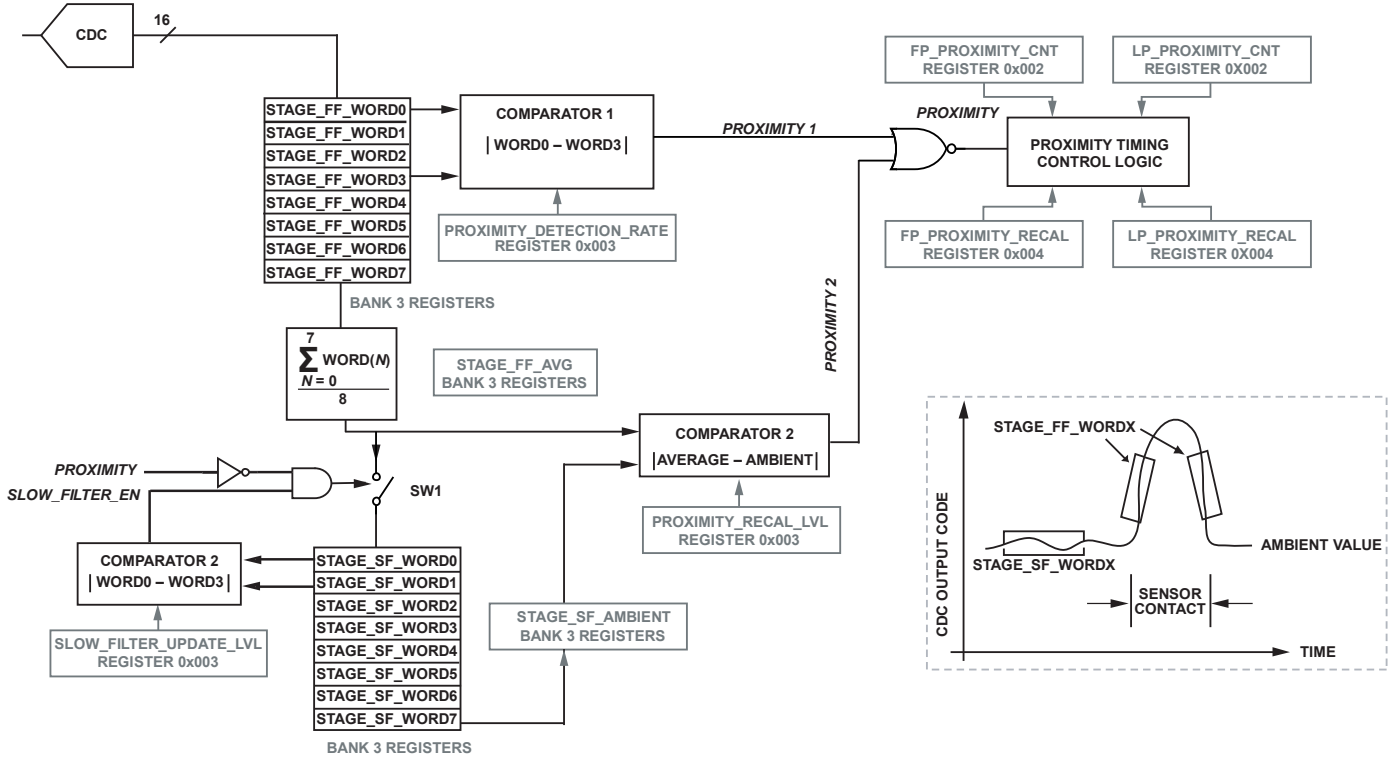 CDC
16
STAGE_FF_WORD0
STAGE_FF_WORD1
STAGE_FF_WORD2
STAGE_FF_WORD3
STAGE_FF_WORD4
STAGE_FF_WORD5
STAGE_FF_WORD6
STAGE_FF_WORD7
BANK 3 REGISTERS
COMPARATOR 1
|WORD0 – WORD3|
PROXIMITY_DETECTION_RATE
REGISTER 0x003
PROXIMITY 1
PROXIMITY
FP_PROXIMITY_CNT
REGISTER 0x002
LP_PROXIMITY_CNT
REGISTER 0X002
PROXIMITY TIMING
CONTROL LOGIC
FP_PROXIMITY_RECAL
REGISTER 0x004
LP_PROXIMITY_RECAL
REGISTER 0X004
PROXIMITY 2
7
Σ WORD(N)
N = 0
8
STAGE_FF_AVG
BANK 3 REGISTERS
COMPARATOR 2
|AVERAGE – AMBIENT|
PROXIMITY_RECAL_LVL
REGISTER 0x003
PROXIMITY
SLOW_FILTER_EN
SW1
COMPARATOR 2
|WORD0 – WORD3|
SLOW_FILTER_UPDATE_LVL
REGISTER 0x003
STAGE_SF_WORD0
STAGE_SF_WORD1
STAGE_SF_WORD2
STAGE_SF_WORD3
STAGE_SF_WORD4
STAGE_SF_WORD5
STAGE_SF_WORD6
STAGE_SF_WORD7
BANK 3 REGISTERS
STAGE_SF_AMBIENT
BANK 3 REGISTERS
CDC OUTPUT CODE
STAGE_FF_WORDX
STAGE_SF_WORDX
AMBIENT VALUE
SENSOR
CONTACT
TIME